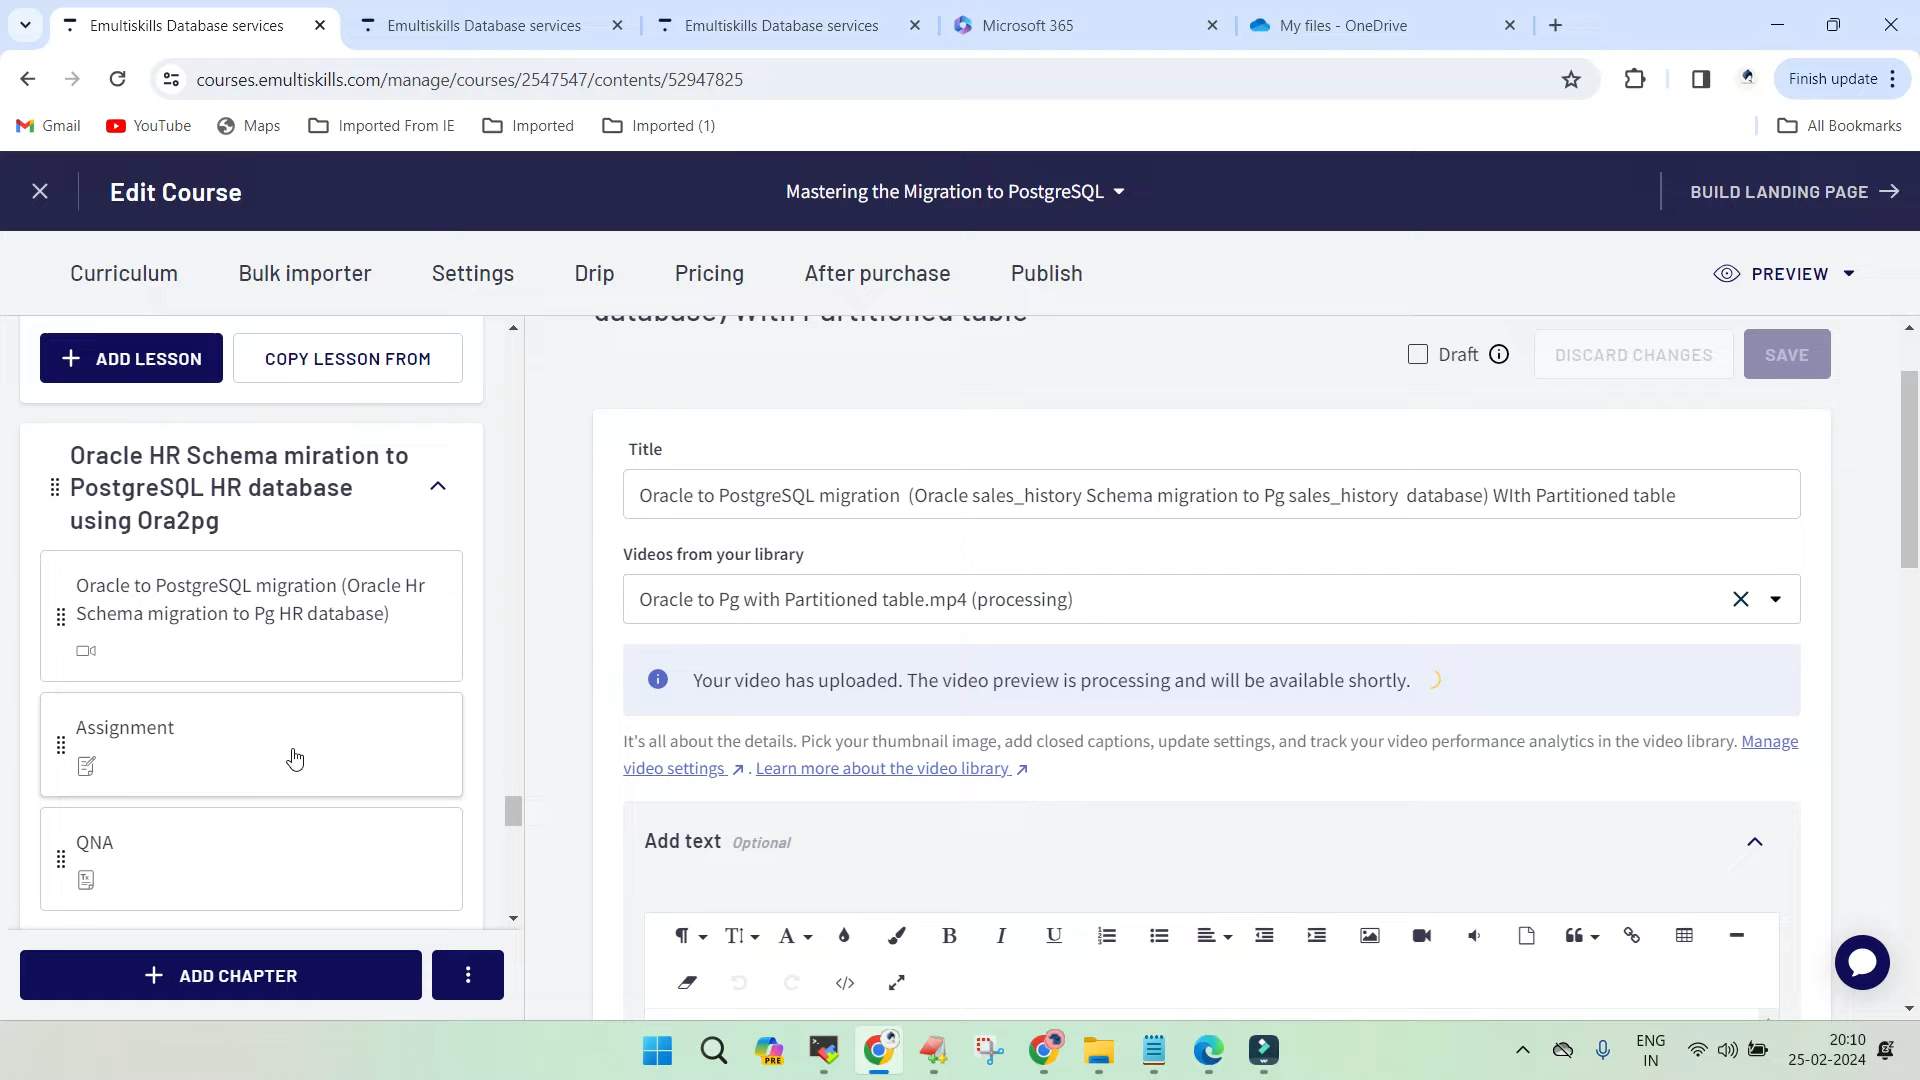 Emultiskills Database services
Emultiskills Database services
Emultiskills Database services
Microsoft 365
My files - OneDrive
courses.emultiskills.com/manage/courses/2547547/contents/52947825
Finish update
Gmail
YouTube
Maps
Imported From IE
Imported
Imported (1)
All Bookmarks
Edit Course
Mastering the Migration to PostgreSQL
BUILD LANDING PAGE
Curriculum
Bulk importer
Settings
Drip
Pricing
After purchase
Publish
PREVIEW
database) With Partitioned table
ADD LESSON
COPY LESSON FROM
Draft
DISCARD CHANGES
SAVE
Oracle HR Schema miration to
PostgreSQL HR database
using Ora2pg
Oracle to PostgreSQL migration (Oracle Hr
Schema migration to Pg HR database)
Assignment
QNA
ADD CHAPTER
Title
Oracle to PostgreSQL migration (Oracle sales_history Schema migration to Pg sales_history database) WIth Partitioned table
Videos from your library
Oracle to Pg with Partitioned table.mp4 (processing)
Your video has uploaded. The video preview is processing and will be available shortly.
It's all about the details. Pick your thumbnail image, add closed captions, update settings, and track your video performance analytics in the video library. Manage
video settings . Learn more about the video library
Add text Optional
PRE
ENG
IN
20:10
25-02-2024